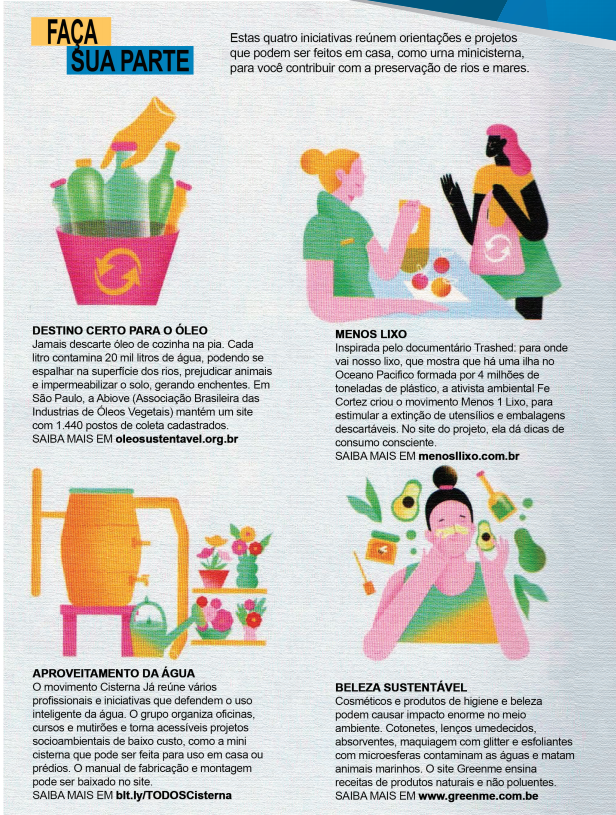 FAÇA
SUA PARTE
Estas quatro iniciativas reúnem orientações e projetos
que podem ser feitos em casa, como urna minicisterna,
para você contribuir com a preservação de rios e mares.
DESTINO CERTO PARA O ÓLEO
Jamais descarte óleo de cozinha na pia. Cada
litro contamina 20 mil litros de água, podendo se
espalhar na superfície dos rios, prejudicar animais
e impermeabilizar o solo, gerando enchentes. Em
São Paulo, a Abiove (Associação Brasileira das
Industrias de Óleos Vegetais) mantém um site
com 1.440 postos de coleta cadastrados.
SAIBA MAIS EM oleosustentavel.org.br
MENOS LIXO
Inspirada pelo documentário Trashed: para onde
vai nosso lixo, que mostra que há uma ilha no
Oceano Pacifico formada por 4 milhões de
toneladas de plástico, a ativista ambiental Fe
Cortez criou o movimento Menos 1 Lixo, para
estimular a extinção de utensílios e embalagens
descartáveis. No site do projeto, ela dá dicas de
consumo consciente.
SAIBA MAIS EM menosllixo.com.br
APROVEITAMENTO DA ÁGUA
O movimento Cisterna Já reúne vários
profissionais e iniciativas que defendem o uso
inteligente da água. O grupo organiza oficinas,
cursos e mutirões e torna acessíveis projetos
socioambientais de baixo custo, como a mini
cisterna que pode ser feita para uso em casa ou
prédios. O manual de fabricação e montagem
pode ser baixado no site.
SAIBA MAIS EM blt.ly/TODOSCisterna
BELEZA SUSTENTÁVEL
Cosméticos e produtos de higiene e beleza
podem causar impacto enorme no meio
ambiente. Cotonetes, lenços umedecidos,
absorventes, maquiagem com glitter e esfoliantes
com microesferas contaminam as águas e matam
animais marinhos. O site Greenme ensina
receitas de produtos naturais e não poluentes.
SAIBA MAIS EM www.greenme.com.be